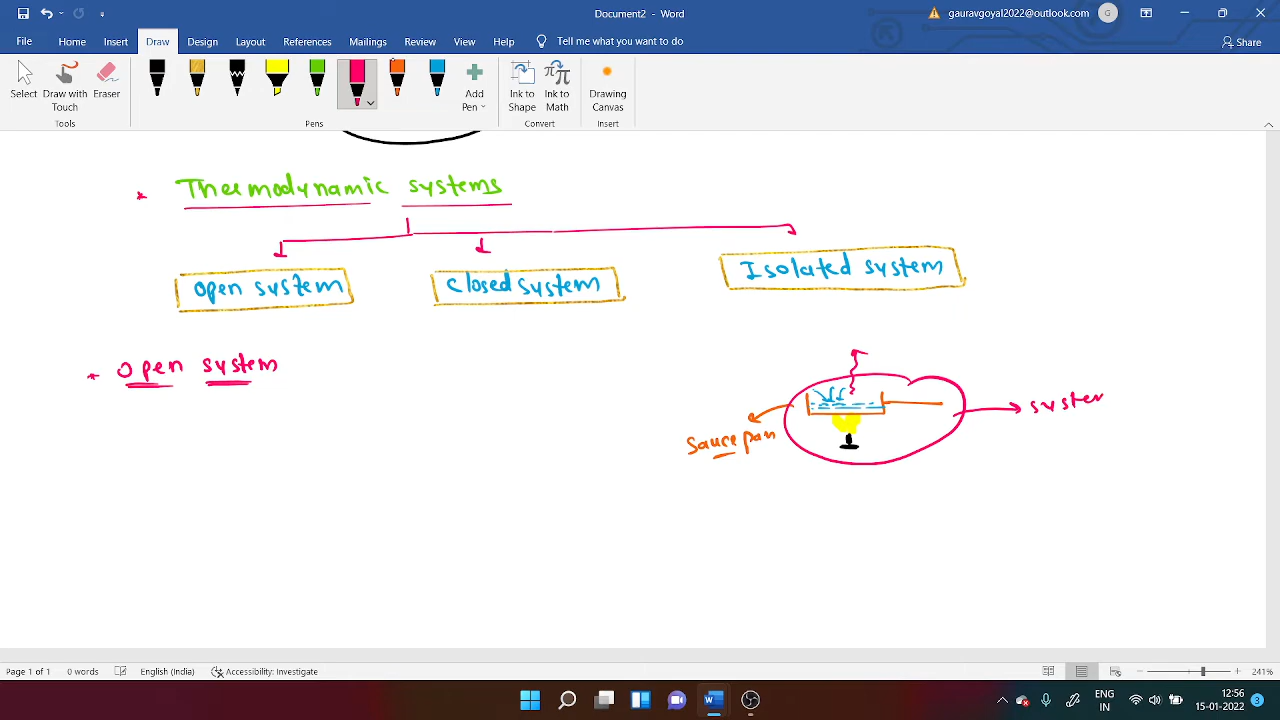 Document2 - Word
gauravgoyal2022@outlook.com G
File Home Insert Draw Design Layout References Mailings Review View Help Tell me what you want to do Share
Select Draw with Touch Eraser Add Pen Ink to Shape Ink to Math Drawing Canvas
Tools Pens Convert Insert
* Thermodynamic systems
open system closed system Isolated system
* Open system
system
Sauce pan
Page 1 of 1 0 words English (India) Accessibility: Investigate 241%
ENG 12:56
IN 15-01-2022 3